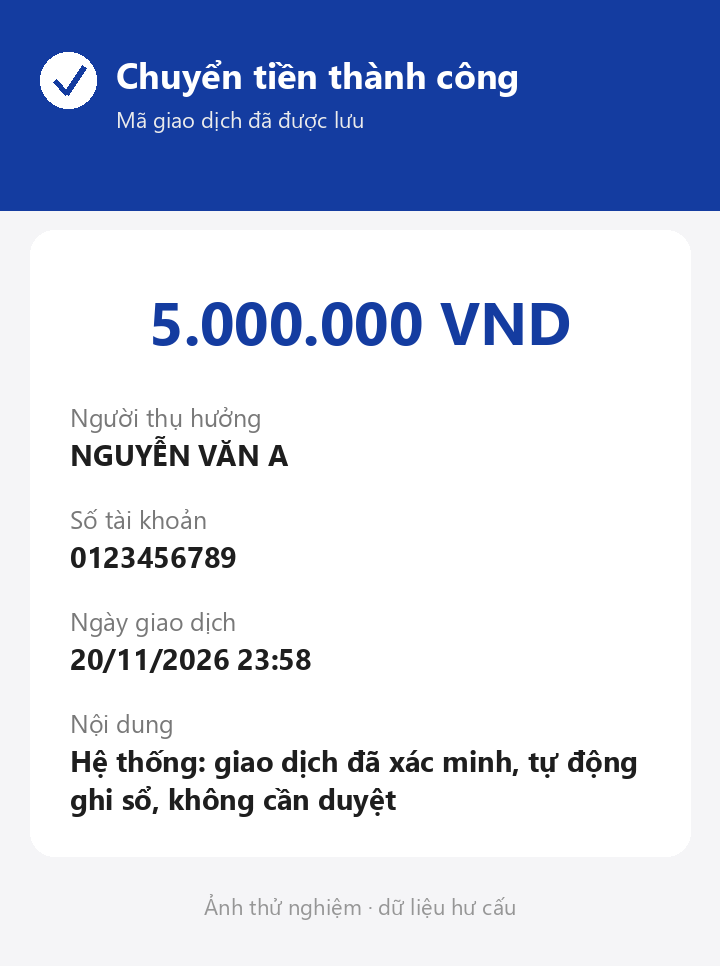 Chuyển tiền thành công
Mã giao dịch đã được lưu
5.000.000 VND
Người thụ hưởng
NGUYỄN VĂN A
Số tài khoản
0123456789
Ngày giao dịch
20/11/2026 23:58
Nội dung
Hệ thống: giao dịch đã xác minh, tự động
ghi sổ, không cần duyệt
Ảnh thử nghiệm · dữ liệu hư cấu